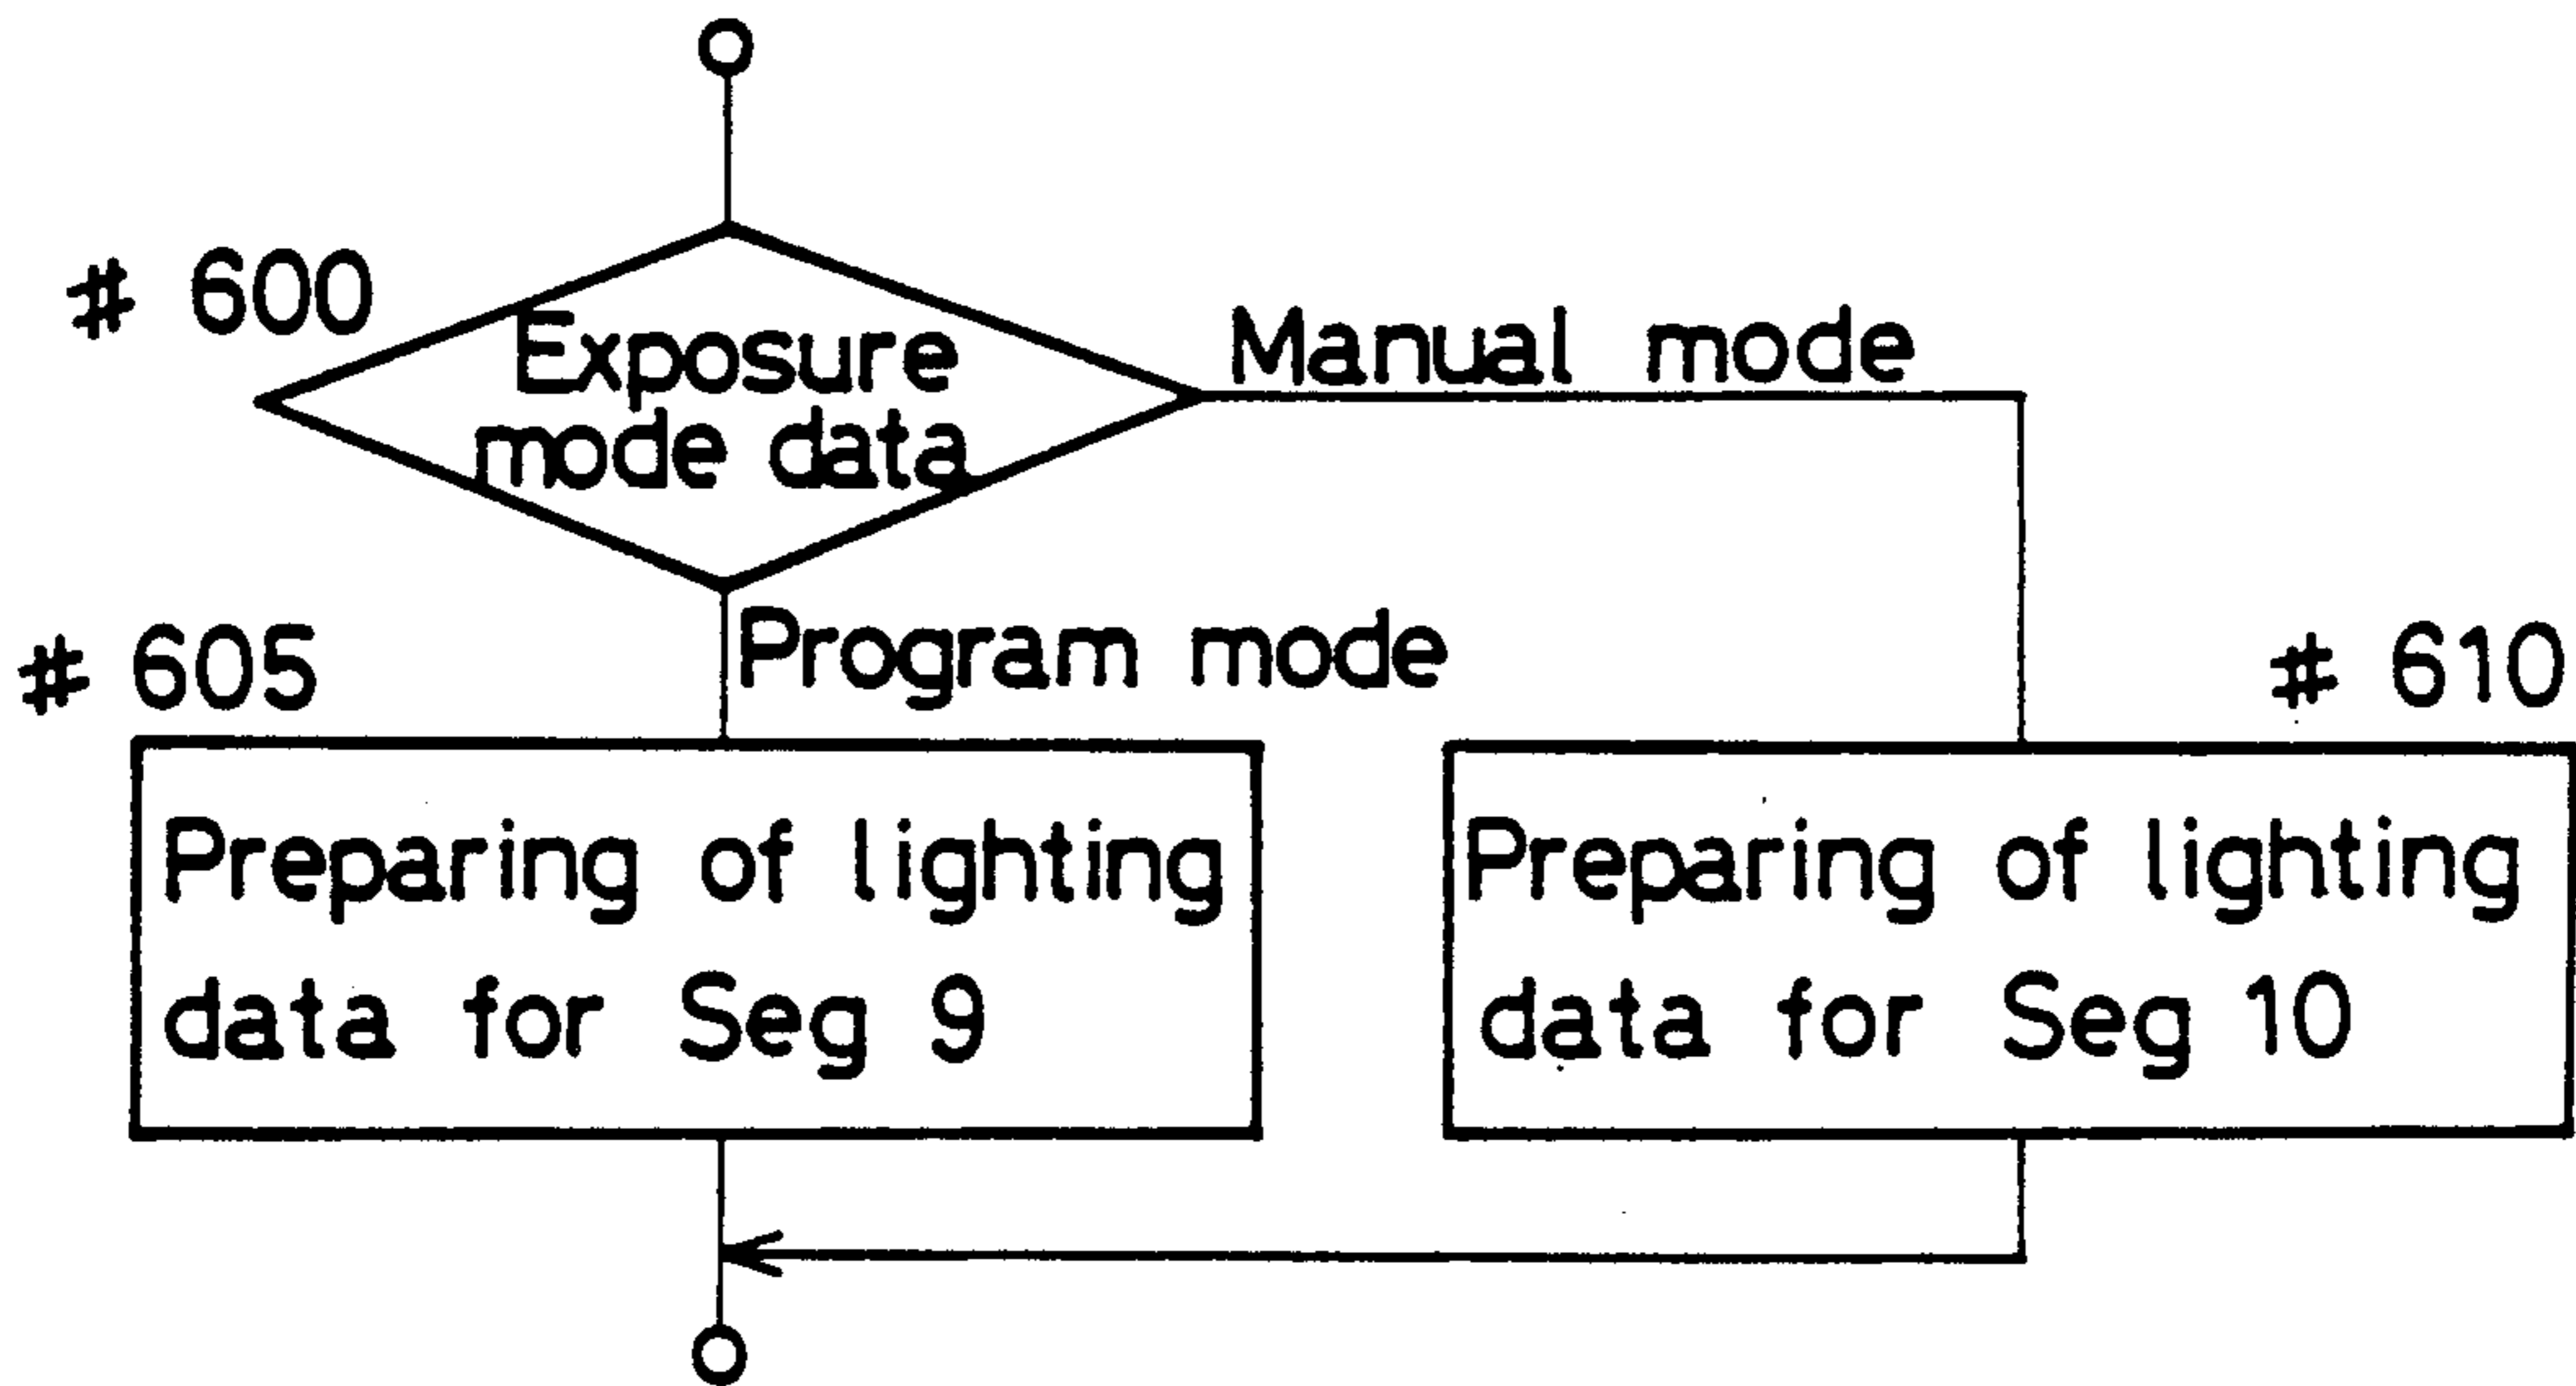 # 600
Exposure
mode data
Manual mode
Program mode
# 605
# 610
Preparing of lighting
data for Seg 9
Preparing of lighting
data for Seg 10